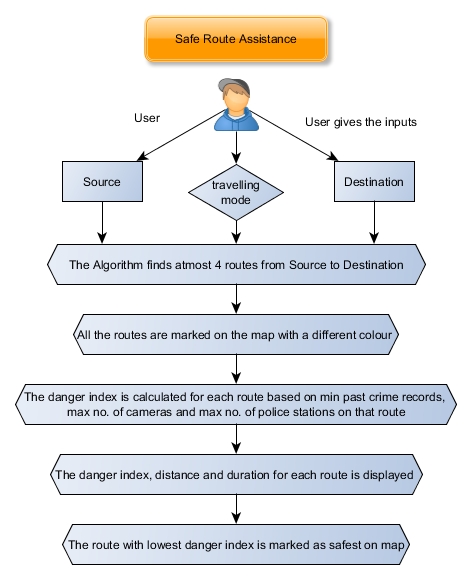 Safe Route Assistance
User
User gives the inputs
Source
travelling
mode
Destination
The Algorithm finds atmost 4 routes from Source to Destination
All the routes are marked on the map with a different colour
The danger index is calculated for each route based on min past crime records,
max no. of cameras and max no. of police stations on that route
The danger index, distance and duration for each route is displayed
The route with lowest danger index is marked as safest on map